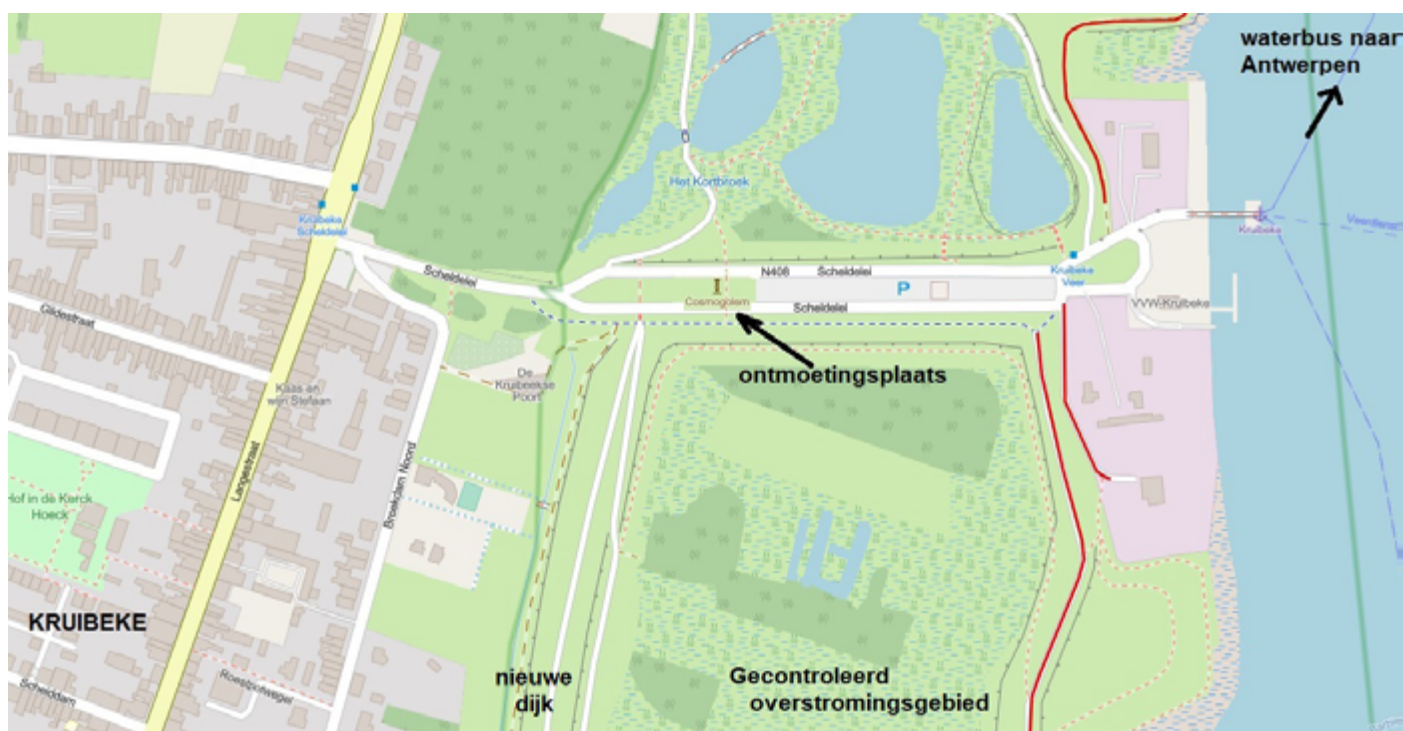 waterbus naar
Antwerpen
Het Kortbroek
Kruibeke
Scheldelei
Kruibeke
Scheldelei
N408 Scheldelei
Kruibeke
Veer
P
Cosmogolem
Scheldelei
VVW-Kruibeke
Gildestraat
ontmoetingsplaats
De
Kruibeekse
Poort
Kaas en
wijn Stefaan
Langestraat
Broekdam Noord
Hof in de Kerck
Hoeck
KRUIBEKE
nieuwe
dijk
Gecontroleerd
overstromingsgebied
Scheiddam